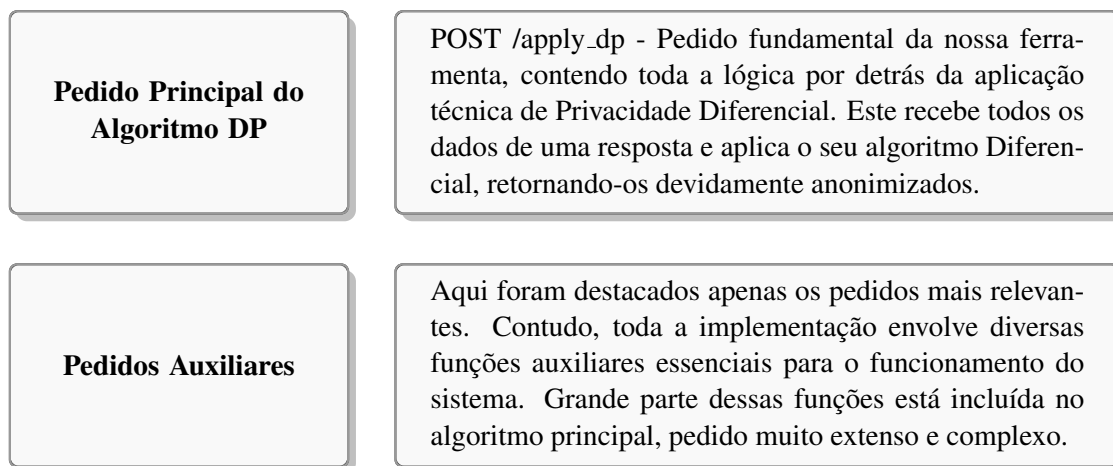 Pedido Principal do
Algoritmo DP
POST /apply_dp - Pedido fundamental da nossa ferra-
menta, contendo toda a lógica por detrás da aplicação
técnica de Privacidade Diferencial. Este recebe todos os
dados de uma resposta e aplica o seu algoritmo Diferen-
cial, retornando-os devidamente anonimizados.
Pedidos Auxiliares
Aqui foram destacados apenas os pedidos mais relevan-
tes. Contudo, toda a implementação envolve diversas
funções auxiliares essenciais para o funcionamento do
sistema. Grande parte dessas funções está incluída no
algoritmo principal, pedido muito extenso e complexo.